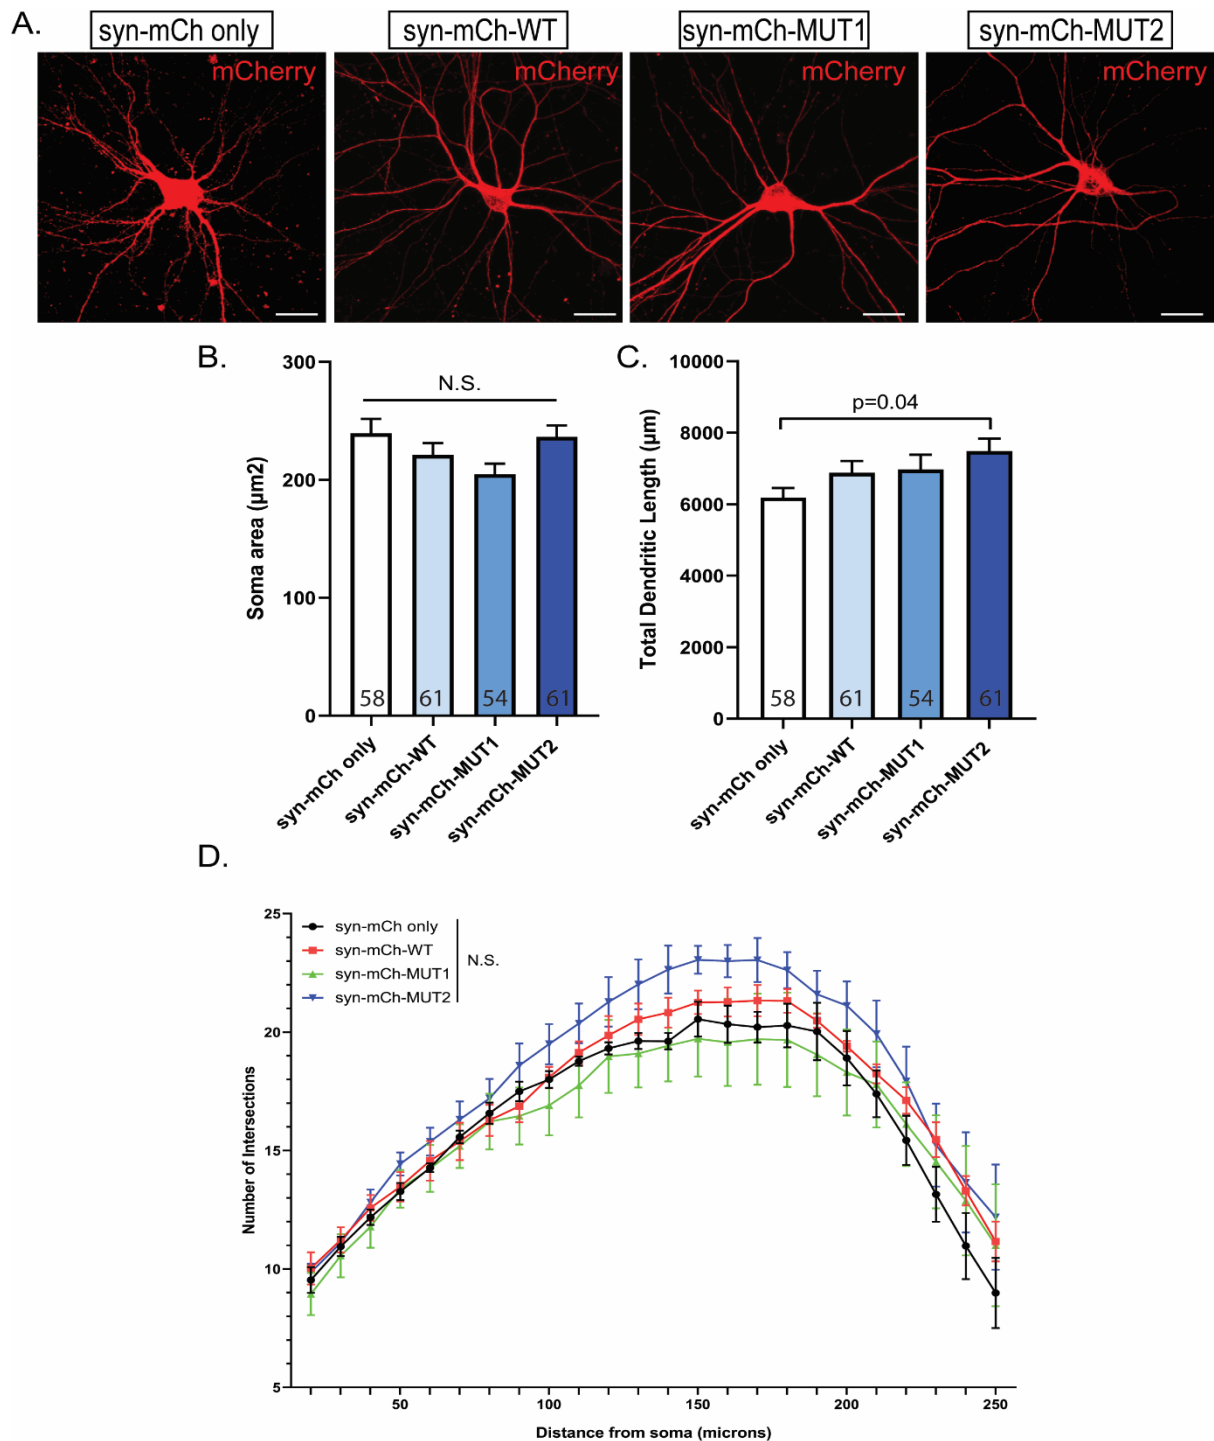 A.
syn-mCh only
syn-mCh-WT
syn-mCh-MUT1
syn-mCh-MUT2
mCherry
mCherry
mCherry
mCherry
B.
300
200
100
0
Soma area (µm2)
N.S.
58
61
54
61
syn-mCh only
syn-mCh-WT
syn-mCh-MUT1
syn-mCh-MUT2
C.
10000
8000
6000
4000
2000
0
Total Dendritic Length (µm)
p=0.04
58
61
54
61
syn-mCh only
syn-mCh-WT
syn-mCh-MUT1
syn-mCh-MUT2
D.
25
20
15
10
5
Number of Intersections
syn-mCh only
syn-mCh-WT
syn-mCh-MUT1
syn-mCh-MUT2
N.S.
50
100
150
200
250
Distance from soma (microns)